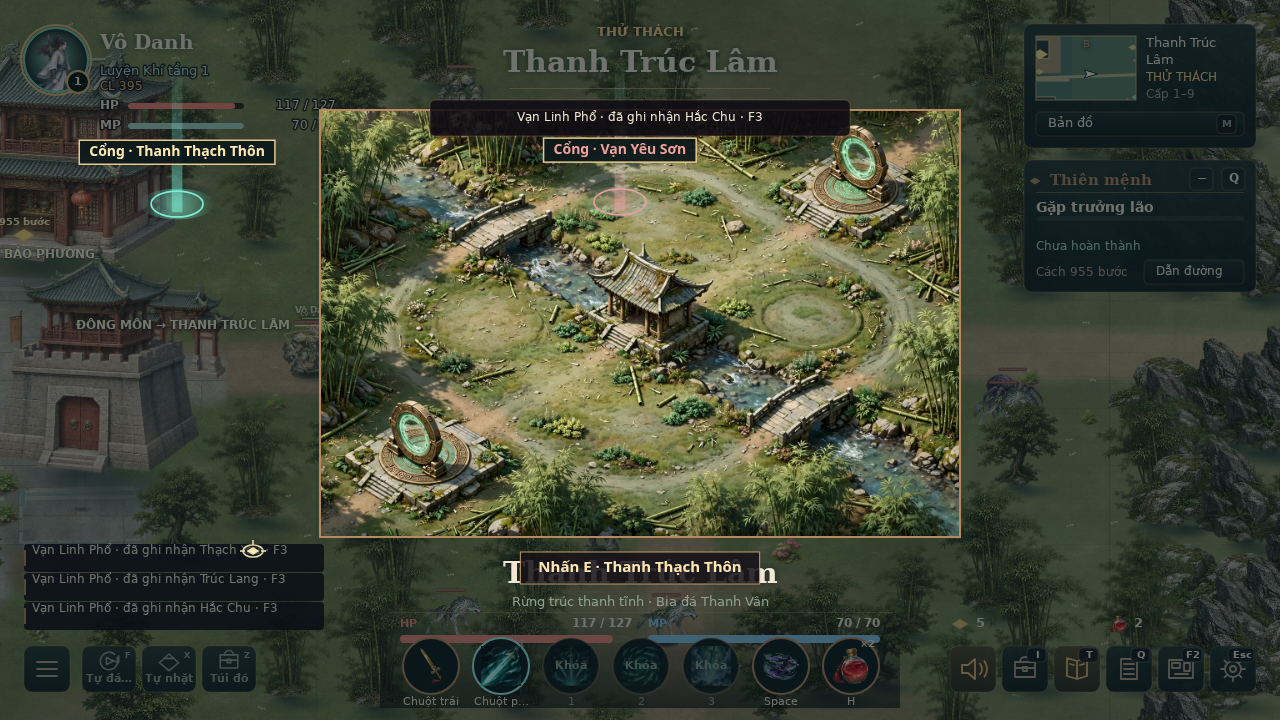 Vô Danh
Luyện Khí tầng 1
CL 395
1
HP 117 / 127
MP 70 /
Cổng · Thanh Thạch Thôn
955 bước
BẢO PHƯƠNG
ĐÔNG MÔN → THANH TRÚC LÂM
THỬ THÁCH
Thanh Trúc Lâm
Vạn Linh Phổ · đã ghi nhận Hắc Chu · F3
Cổng · Vạn Yêu Sơn
B
Thanh Trúc
Lâm
THỬ THÁCH
Cấp 1–9
Bản đồ M
Thiên mệnh − Q
Gặp trưởng lão
Chưa hoàn thành
Cách 955 bước Dẫn đường
Vạn Linh Phổ · đã ghi nhận Thạch F3
Vạn Linh Phổ · đã ghi nhận Trúc Lang · F3
Vạn Linh Phổ · đã ghi nhận Hắc Chu · F3
Nhấn E · Thanh Thạch Thôn
Rừng trúc thanh tĩnh · Bia đá Thanh Vân
HP 117 / 127 MP 70 / 70
5
2
F
Tự đá...
X
Tự nhặt
Z
Túi đồ
Chuột trái
Chuột p...
Khóa
1
Khóa
2
Khóa
3
Space
x2
H
I
T
Q
F2
Esc